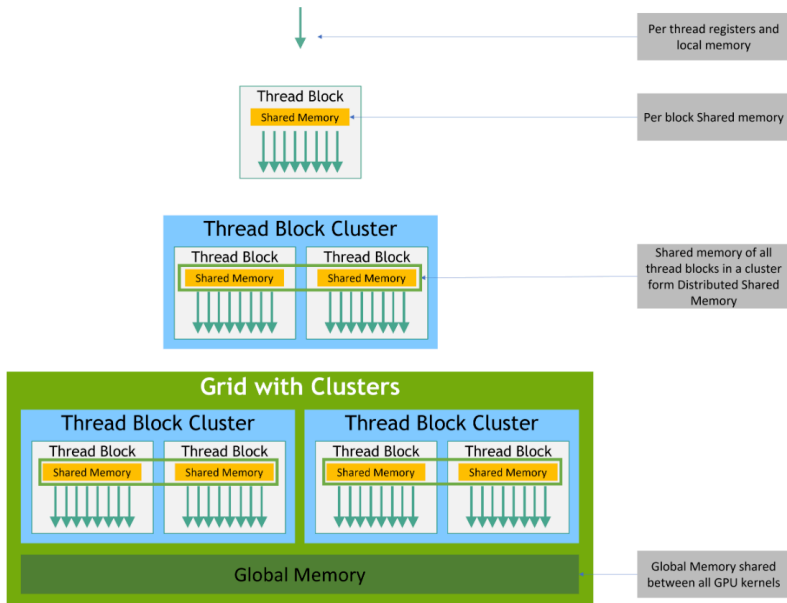 Per thread registers and
local memory
Thread Block
Shared Memory
Per block Shared memory
Thread Block Cluster
Thread Block
Thread Block
Shared Memory
Shared Memory
Shared memory of all
thread blocks in a cluster
form Distributed Shared
Memory
Grid with Clusters
Thread Block Cluster
Thread Block Cluster
Thread Block
Thread Block
Thread Block
Thread Block
Shared Memory
Shared Memory
Shared Memory
Shared Memory
Global Memory
Global Memory shared
between all GPU kernels